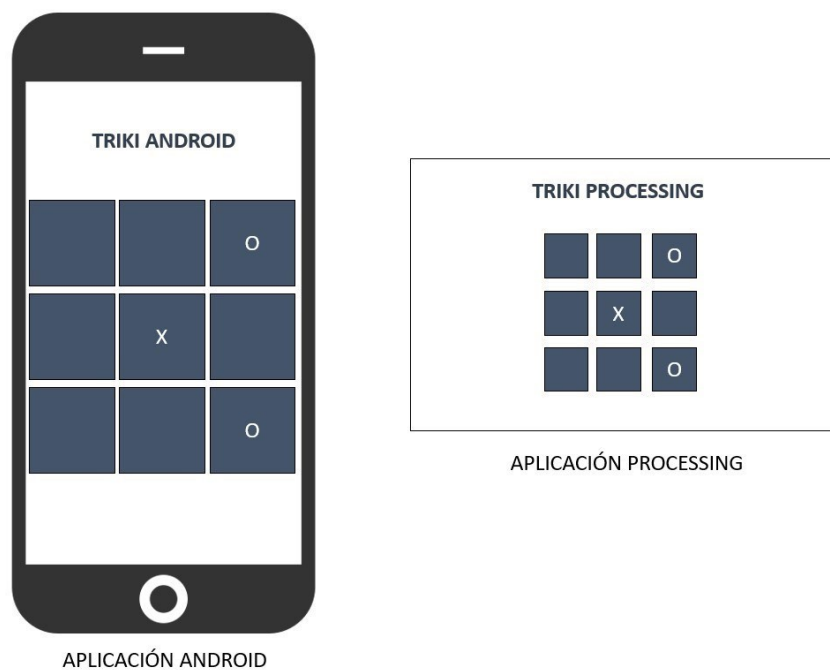 TRIKI ANDROID
O
X
O
APLICACIÓN ANDROID
TRIKI PROCESSING
O
X
O
APLICACIÓN PROCESSING